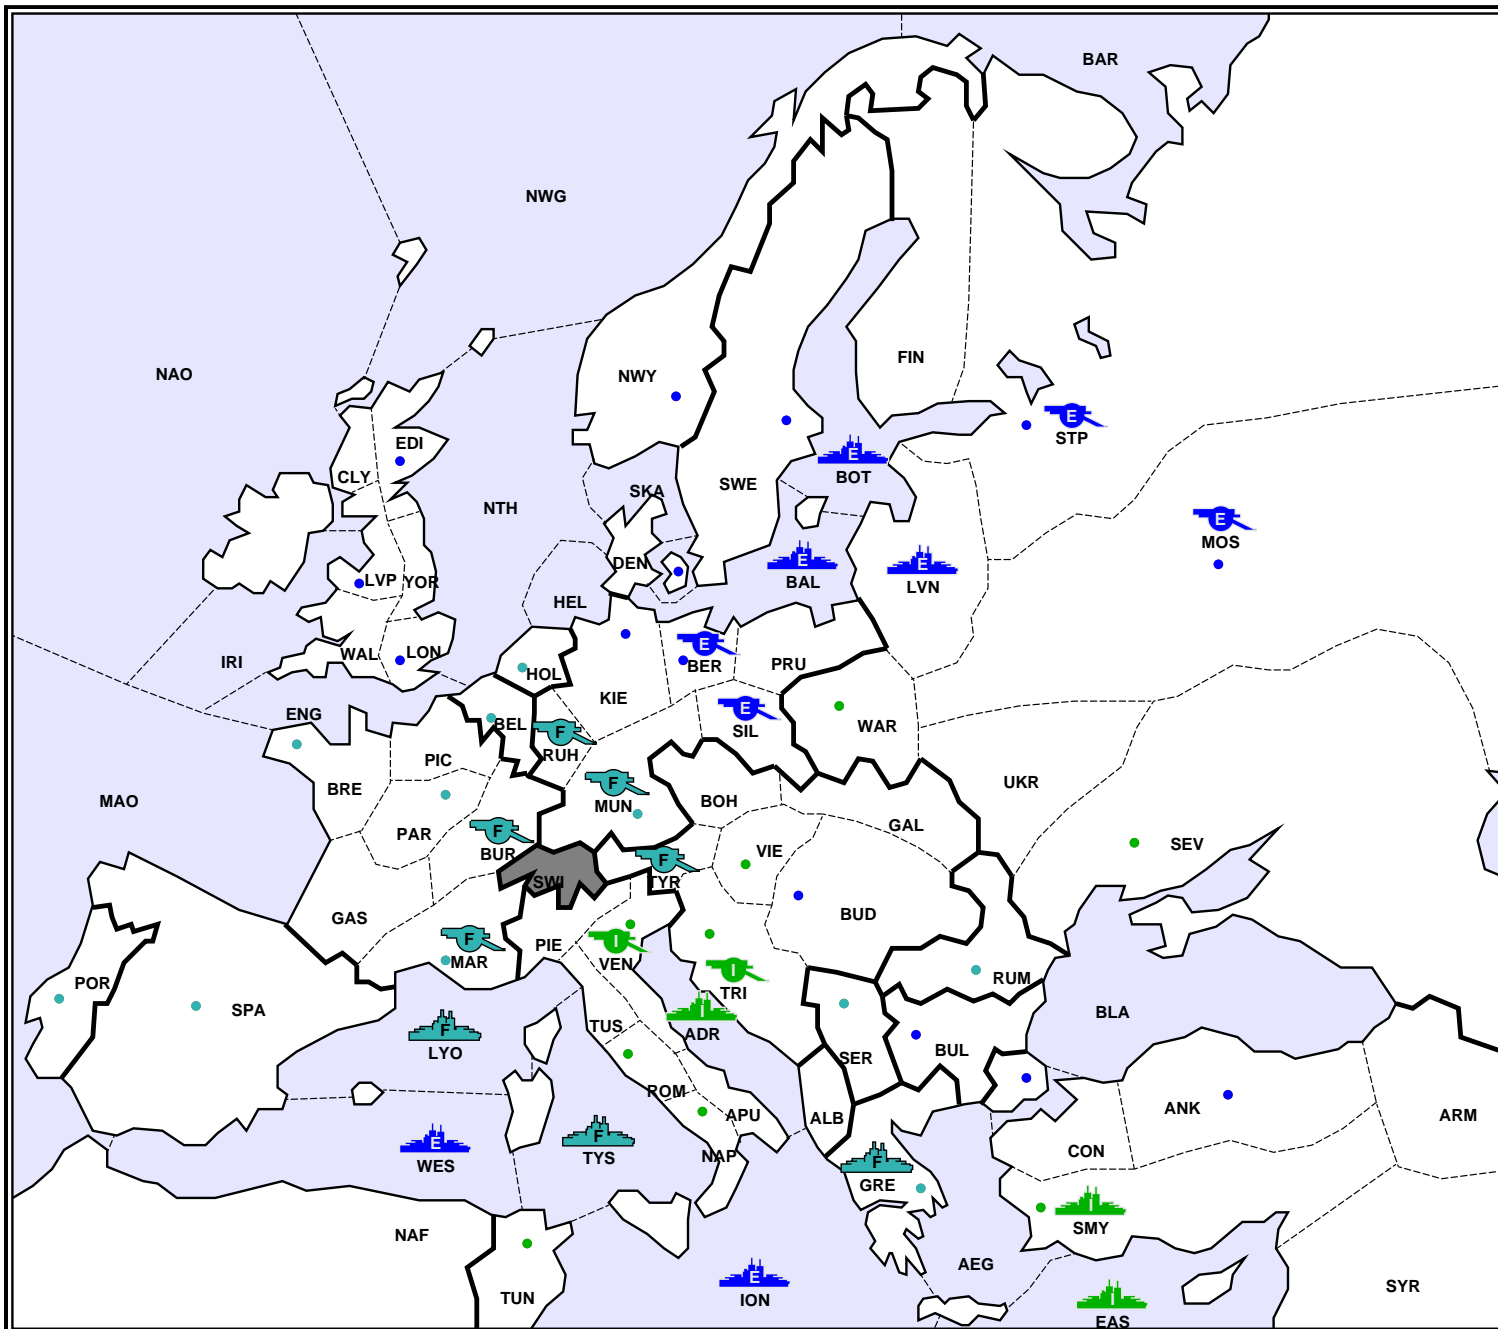 BAR
NWG
NAO
FIN
NWY
E
STP
EDI
CLY
E
BOT
SWE
SKA
NTH
E
MOS
DEN
E
BAL
E
LVN
LVP
YOR
HEL
IRI
WAL
LON
HOL
KIE
E
BER
PRU
ENG
BEL
E
SIL
WAR
PIC
F
RUH
BRE
MUN
F
BOH
UKR
MAO
PAR
F
BUR
GAL
SEV
VIE
F
TYR
SWI
BUD
GAS
F
MAR
PIE
I
VEN
I
TRI
POR
SPA
RUM
BLA
F
LYO
TUS
I
ADR
SER
BUL
ROM
APU
ALB
ANK
ARM
E
WES
F
TYS
NAP
CON
F
GRE
I
SMY
NAF
AEG
E
ION
SYR
TUN
I
EAS